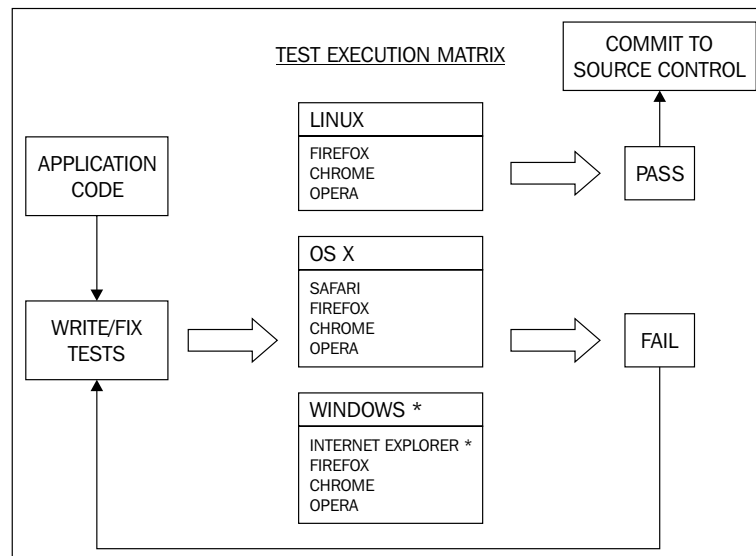 TEST EXECUTION MATRIX
COMMIT TO
SOURCE CONTROL
APPLICATION
CODE
LINUX
FIREFOX
CHROME
OPERA
PASS
WRITE/FIX
TESTS
OS X
SAFARI
FIREFOX
CHROME
OPERA
FAIL
WINDOWS *
INTERNET EXPLORER *
FIREFOX
CHROME
OPERA